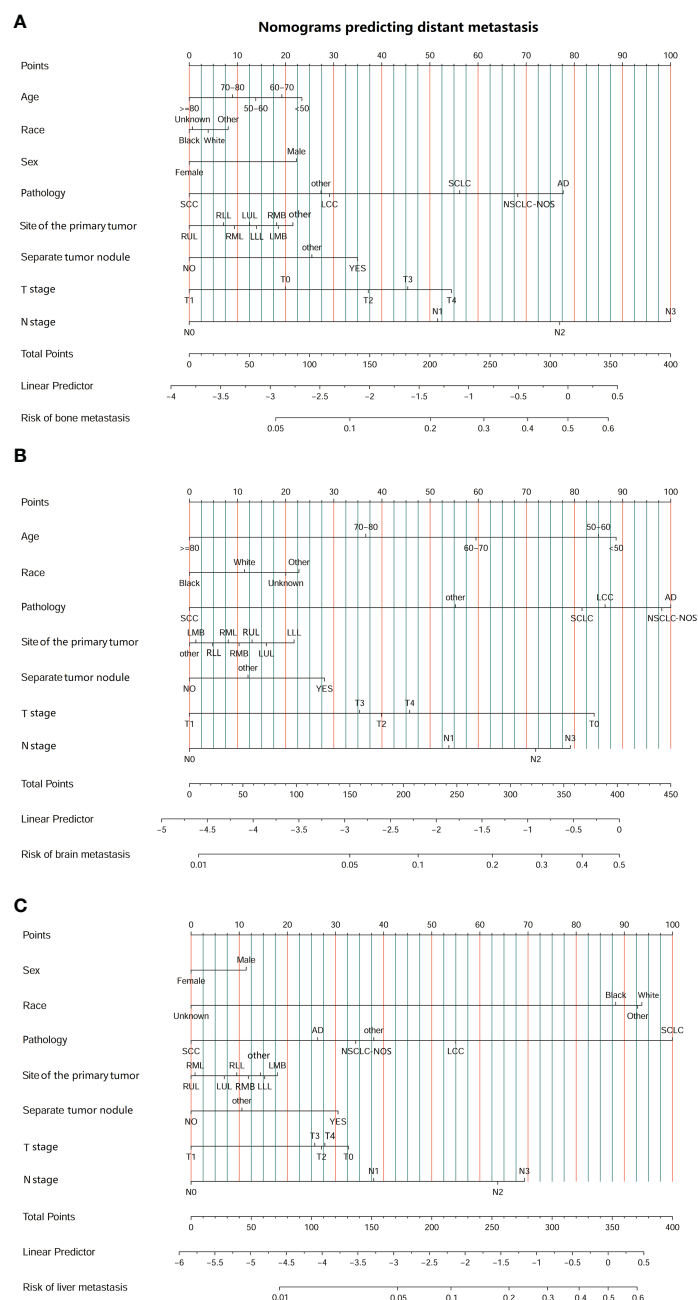 A
Nomograms predicting distant metastasis
Points 0 10 20 30 40 50 60 70 80 90 100
70-80 60-70
Age
>=80 50-60 <50
Unknown Other
Race
Black White
Male
Sex
Female
other SCLC AD
Pathology
SCC LCC NSCLC-NOS
RLL LUL RMB other
Site of the primary tumor
RUL RML LLL LMB
other
Separate tumor nodule
NO YES
T0 T3
T stage
T1 T2 T4
N1 N3
N stage
N0 N2
Total Points 0 50 100 150 200 250 300 350 400
Linear Predictor
-4 -3.5 -3 -2.5 -2 -1.5 -1 -0.5 0 0.5
Risk of bone metastasis
0.05 0.1 0.2 0.3 0.4 0.5 0.6
B
Points 0 10 20 30 40 50 60 70 80 90 100
70-80 50-60
Age
>=80 60-70 <50
White Other
Race
Black Unknown
other LCC AD
Pathology
SCC SCLC NSCLC-NOS
LMB RML RUL LLL
Site of the primary tumor
other RLL RMB LUL
other
Separate tumor nodule
NO YES
T3 T4
T stage
T1 T2 T0
N1 N3
N stage
N0 N2
Total Points
0 50 100 150 200 250 300 350 400 450
Linear Predictor
-5 -4.5 -4 -3.5 -3 -2.5 -2 -1.5 -1 -0.5 0
Risk of brain metastasis
0.01 0.05 0.1 0.2 0.3 0.4 0.5
C
Points 0 10 20 30 40 50 60 70 80 90 100
Male
Sex
Female
Black White
Race
Unknown Other
AD other SCLC
Pathology
SCC NSCLC-NOS LCC
RML RLL other LMB
Site of the primary tumor
RUL LUL RMB LLL
other
Separate tumor nodule
NO YES
T3 T4
T stage
T1 T2 T0
N1 N3
N stage
N0 N2
Total Points
0 50 100 150 200 250 300 350 400
Linear Predictor
-6 -5.5 -5 -4.5 -4 -3.5 -3 -2.5 -2 -1.5 -1 -0.5 0 0.5
Risk of liver metastasis
0.01 0.05 0.1 0.2 0.3 0.4 0.5 0.6